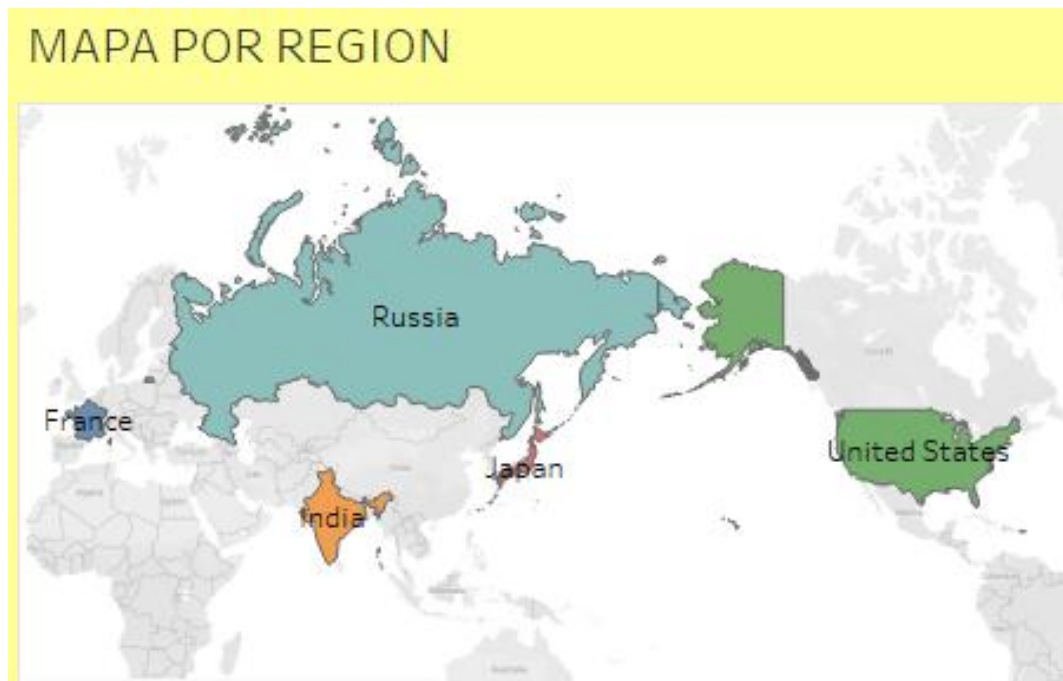 MAPA POR REGION
Russia
France
United States
Japan
India